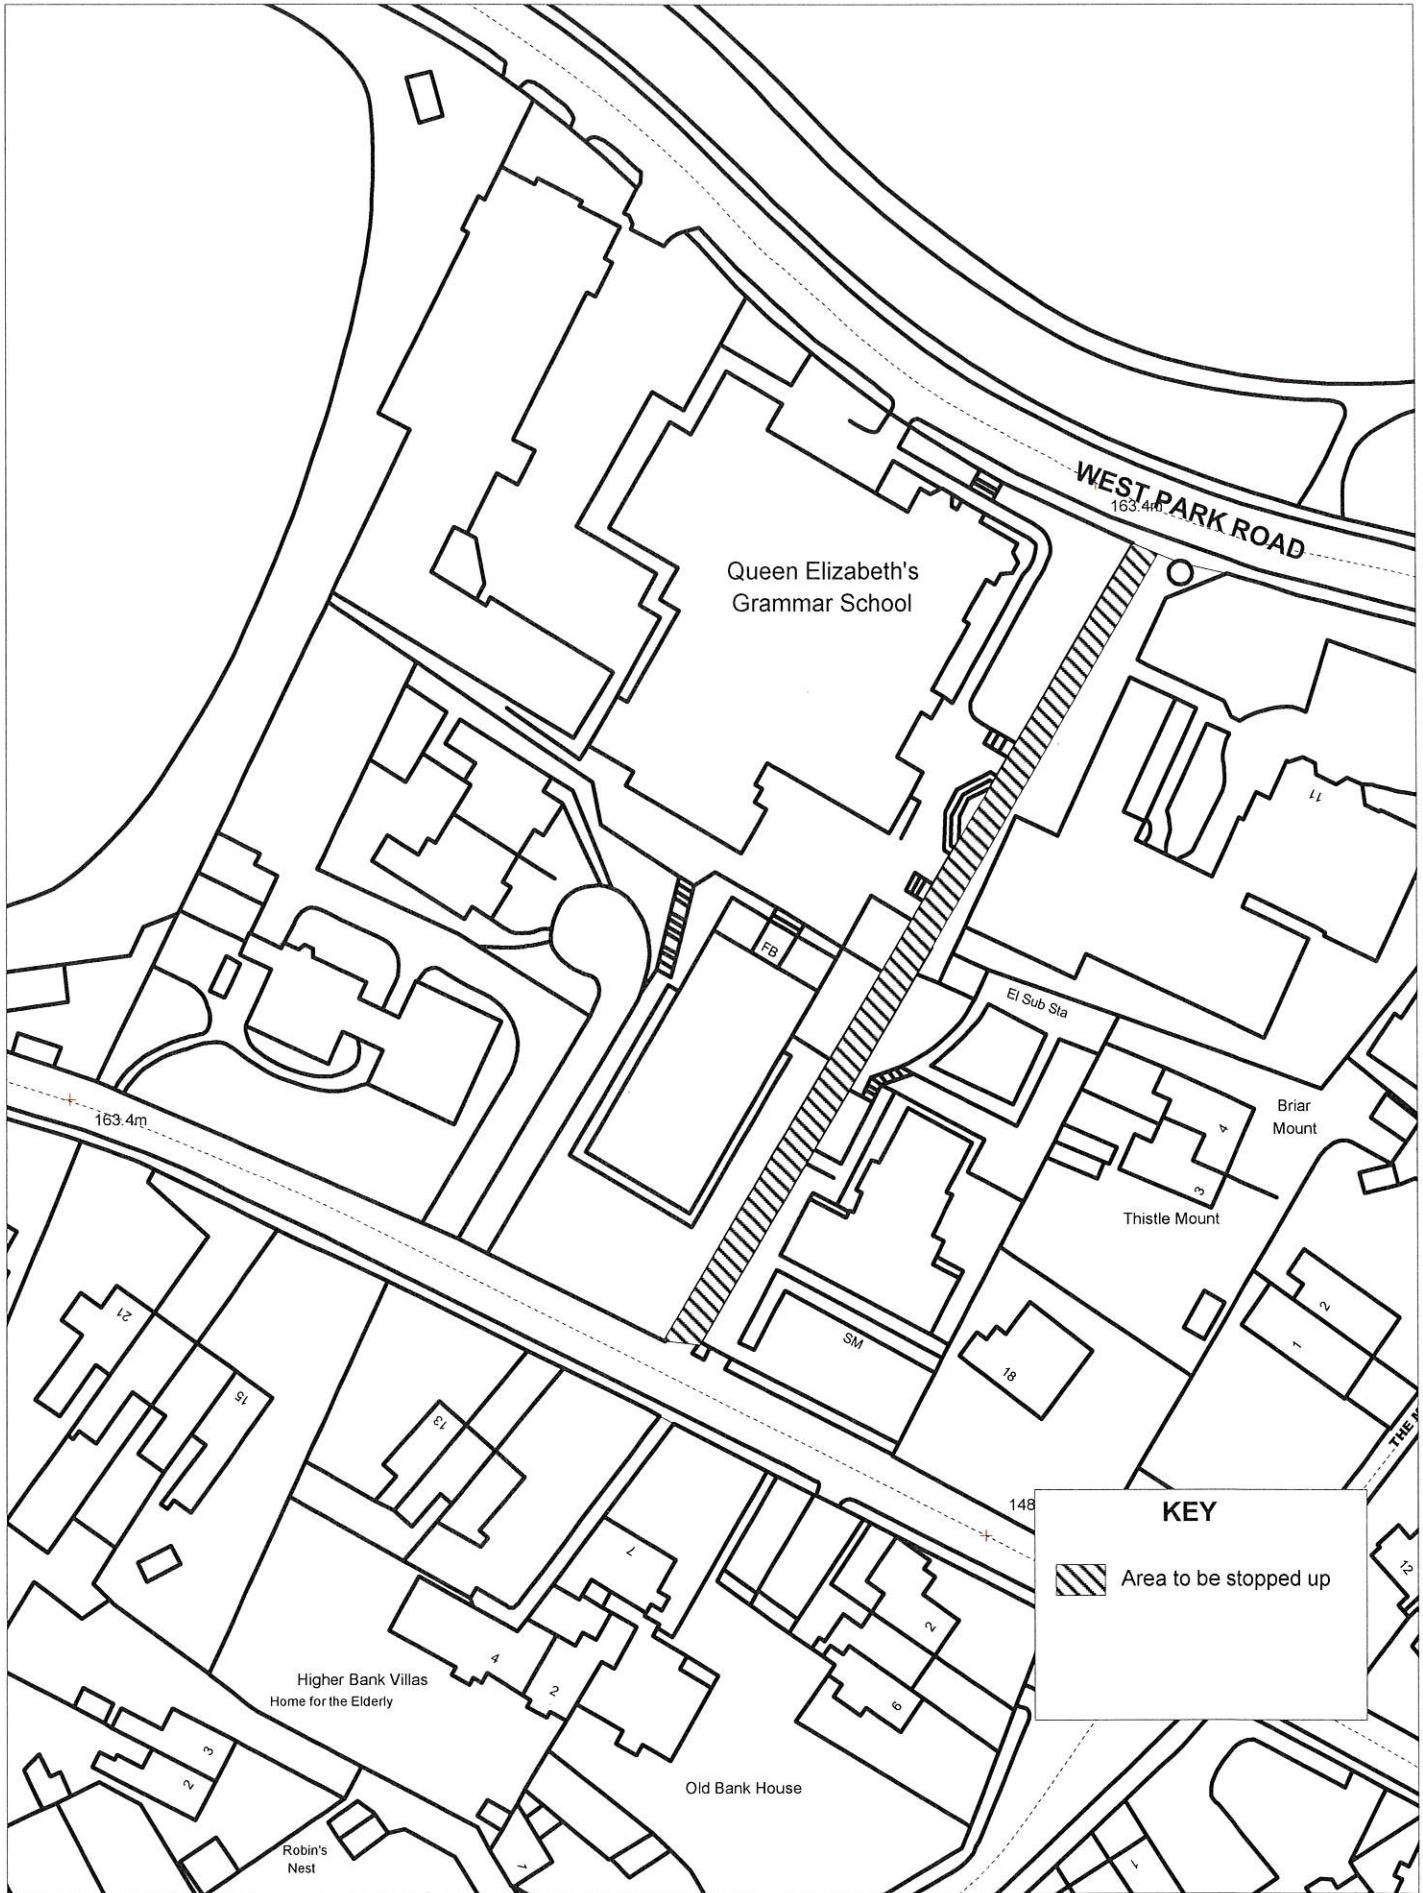 WEST PARK ROAD
163.4m
Queen Elizabeth's
Grammar School
11
FB
El Sub Sta
163.4m
Briar
Mount
4
3
Thistle Mount
21
15
13
SM
18
2
1
148
KEY
Area to be stopped up
12
7
2
4
2
6
Higher Bank Villas
Home for the Elderly
3
2
Old Bank House
Robin's
Nest
1
1
THE